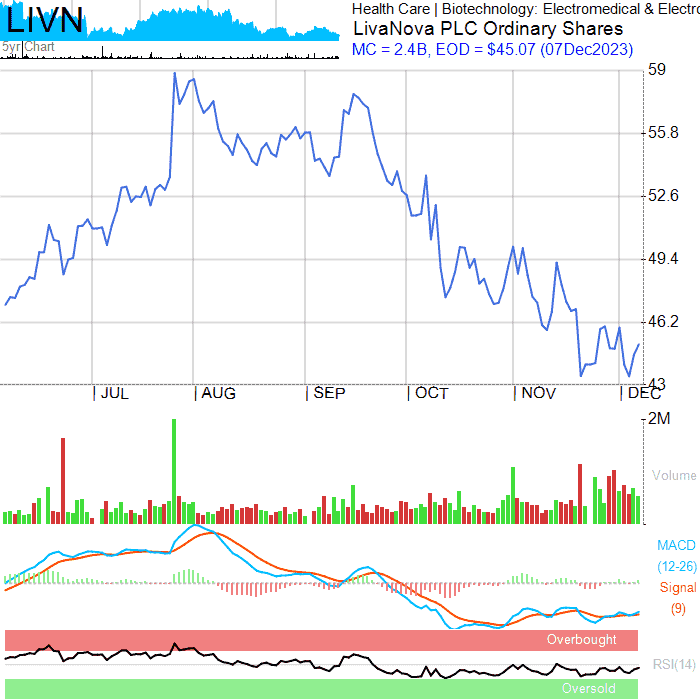 LIVN
5yr Chart
Health Care | Biotechnology: Electromedical & Electro
LivaNova PLC Ordinary Shares
MC = 2.4B, EOD = $45.07 (07Dec2023)
59
55.8
52.6
49.4
46.2
43
JUL AUG SEP OCT NOV DEC
2M
Volume
MACD
(12-26)
Signal
(9)
Overbought
RSI(14)
Oversold